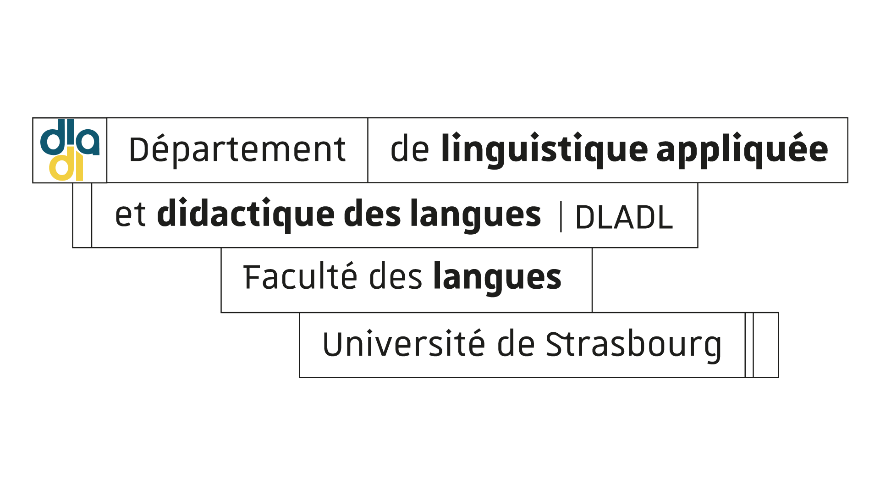 dla
dl
Département de linguistique appliquée
et didactique des langues | DLADL
Faculté des langues
Université de Strasbourg